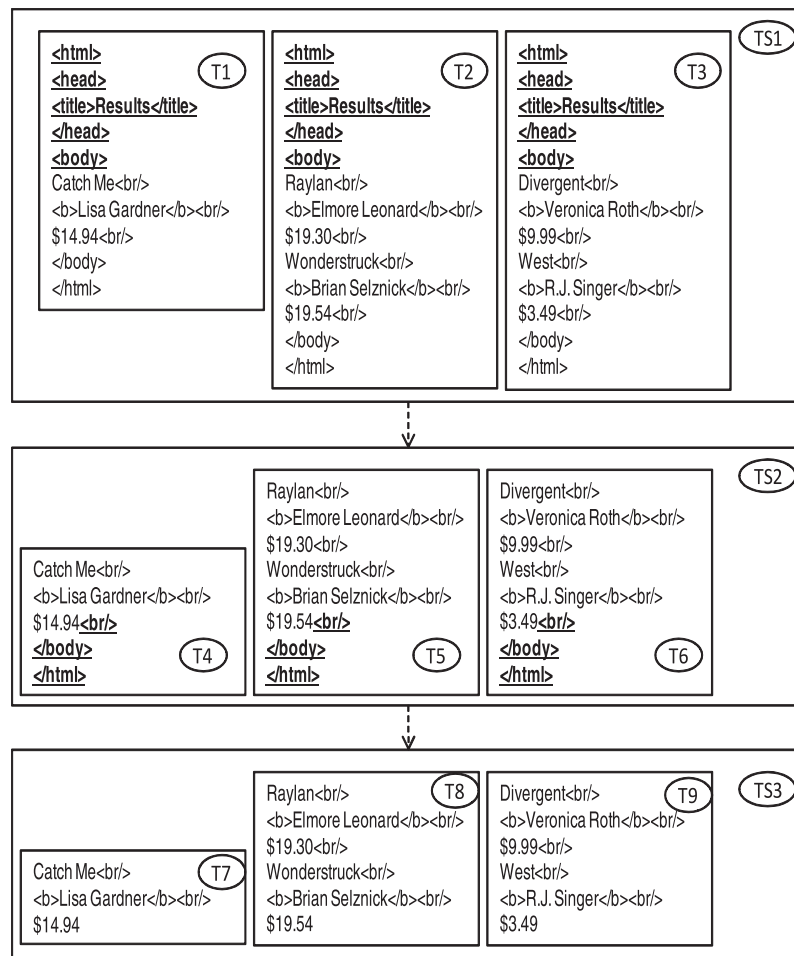 TS1
T1
<html>
<head>
<title>Results</title>
</head>
<body>
Catch Me<br/>
<b>Lisa Gardner</b><br/>
$14.94<br/>
</body>
</html>
T2
<html>
<head>
<title>Results</title>
</head>
<body>
Raylan<br/>
<b>Elmore Leonard</b><br/>
$19.30<br/>
Wonderstruck<br/>
<b>Brian Selznick</b><br/>
$19.54<br/>
</body>
</html>
T3
<html>
<head>
<title>Results</title>
</head>
<body>
Divergent<br/>
<b>Veronica Roth</b><br/>
$9.99<br/>
West<br/>
<b>R.J. Singer</b><br/>
$3.49<br/>
</body>
</html>
TS2
Catch Me<br/>
<b>Lisa Gardner</b><br/>
$14.94<br/>
</body>
</html>
T4
Raylan<br/>
<b>Elmore Leonard</b><br/>
$19.30<br/>
Wonderstruck<br/>
<b>Brian Selznick</b><br/>
$19.54<br/>
</body>
</html>
T5
Divergent<br/>
<b>Veronica Roth</b><br/>
$9.99<br/>
West<br/>
<b>R.J. Singer</b><br/>
$3.49<br/>
</body>
</html>
T6
TS3
Catch Me<br/>
<b>Lisa Gardner</b><br/>
$14.94
T7
Raylan<br/>
<b>Elmore Leonard</b><br/>
$19.30<br/>
Wonderstruck<br/>
<b>Brian Selznick</b><br/>
$19.54
T8
Divergent<br/>
<b>Veronica Roth</b><br/>
$9.99<br/>
West<br/>
<b>R.J. Singer</b><br/>
$3.49
T9